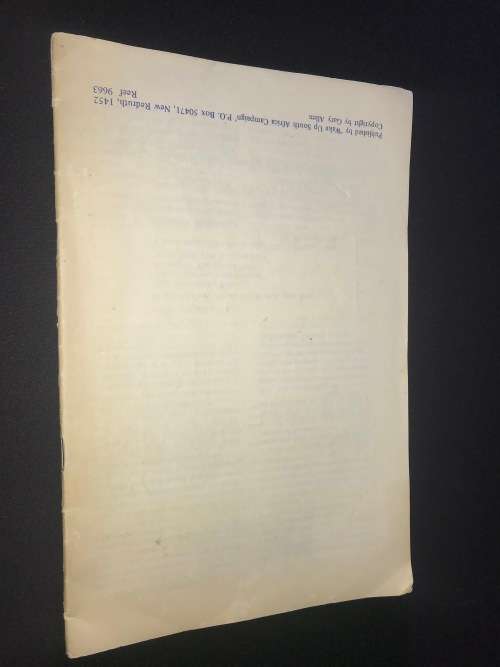 Published by 'Wake Up South Africa Campaign' P.O. Box 50471, New Redruth, 1452
Copyright by Gary Allen
Reef 9663